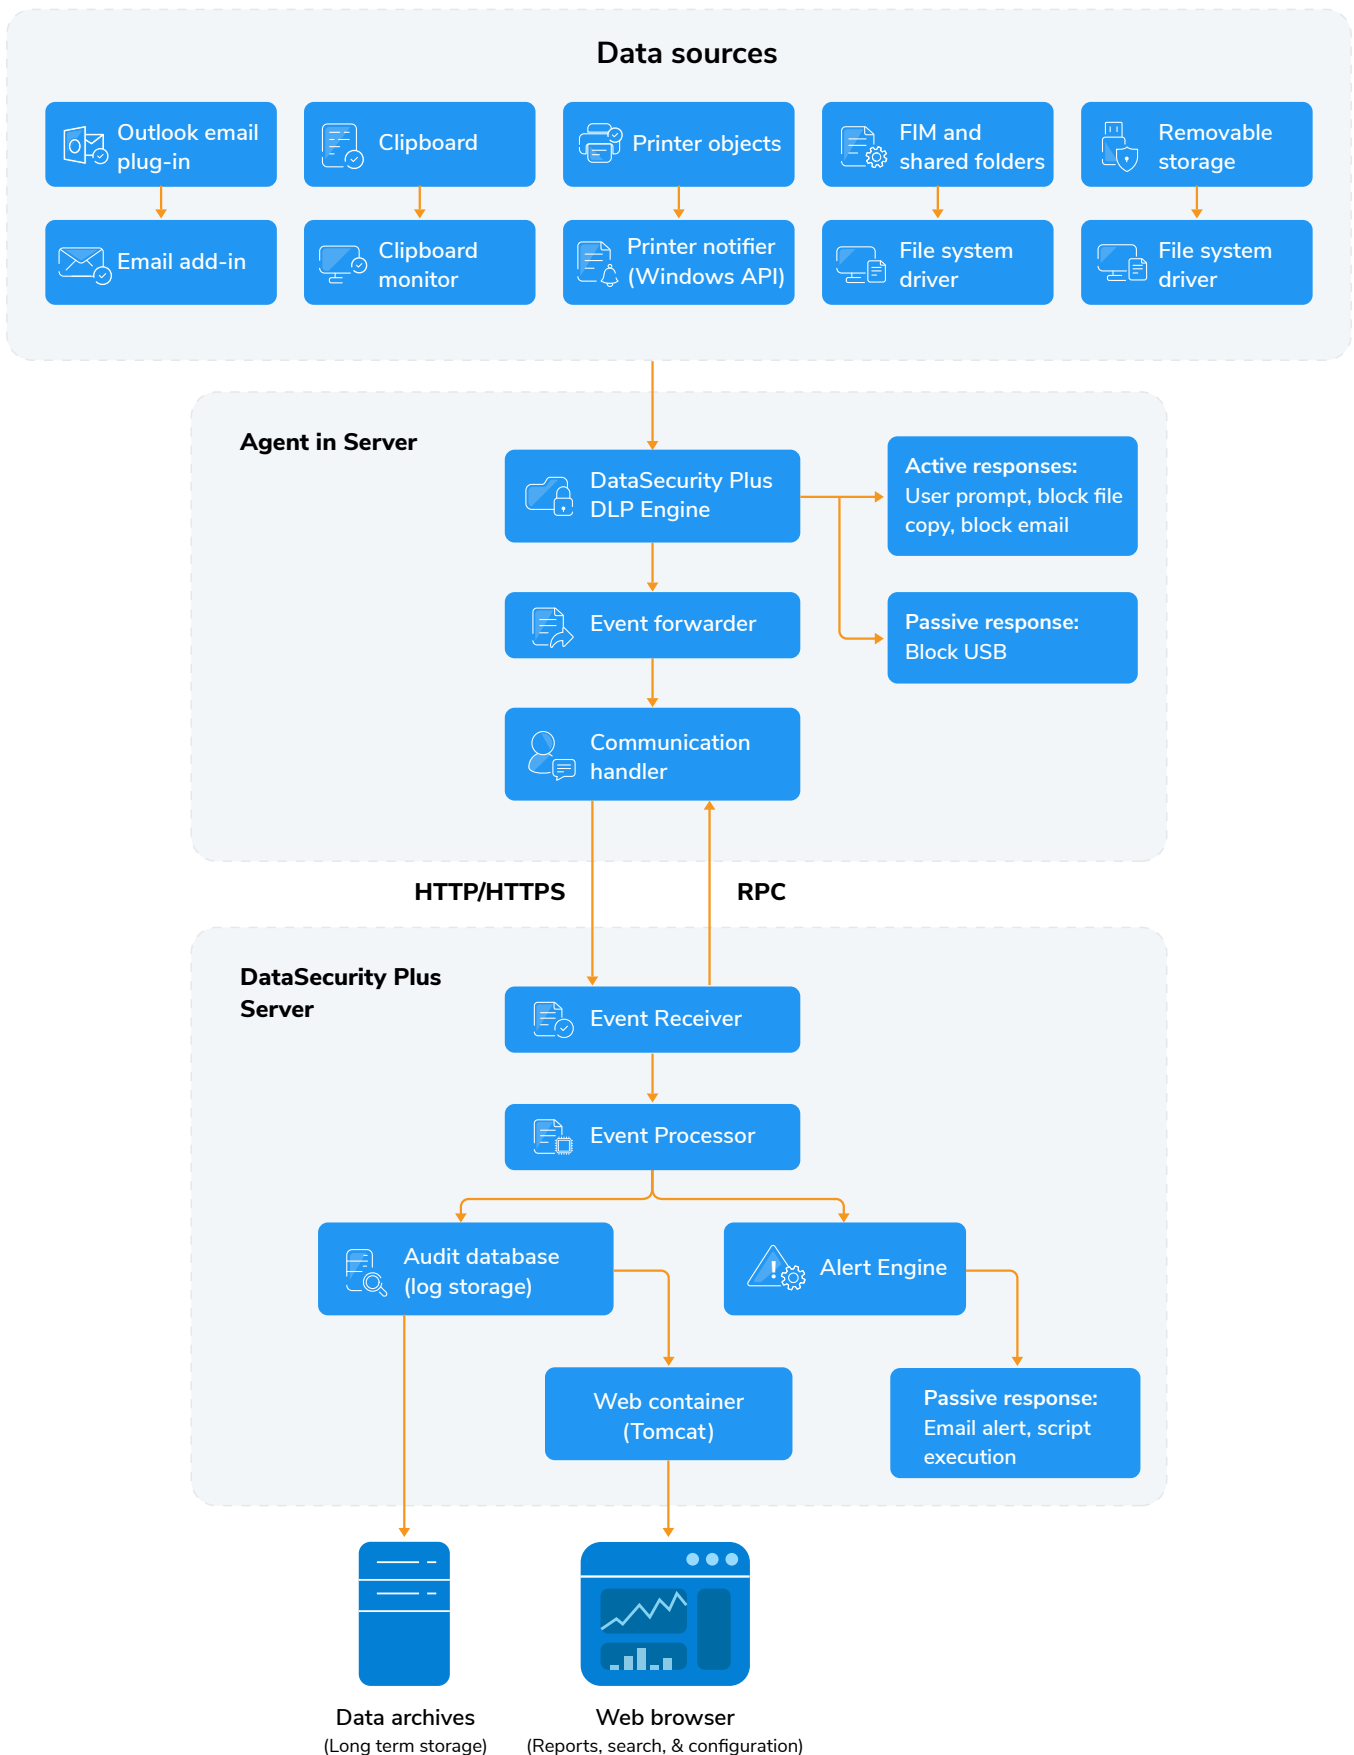 Data sources
Outlook email
plug-in
Clipboard
Printer objects
FIM and
shared folders
Removable
storage
Email add-in
Clipboard
monitor
Printer notifier
(Windows API)
File system
driver
File system
driver
Agent in Server
DataSecurity Plus
DLP Engine
Active responses:
User prompt, block file
copy, block email
Event forwarder
Passive response:
Block USB
Communication
handler
HTTP/HTTPS
RPC
DataSecurity Plus
Server
Event Receiver
Event Processor
Audit database
(log storage)
Alert Engine
Web container
(Tomcat)
Passive response:
Email alert, script
execution
Data archives
(Long term storage)
Web browser
(Reports, search, & configuration)